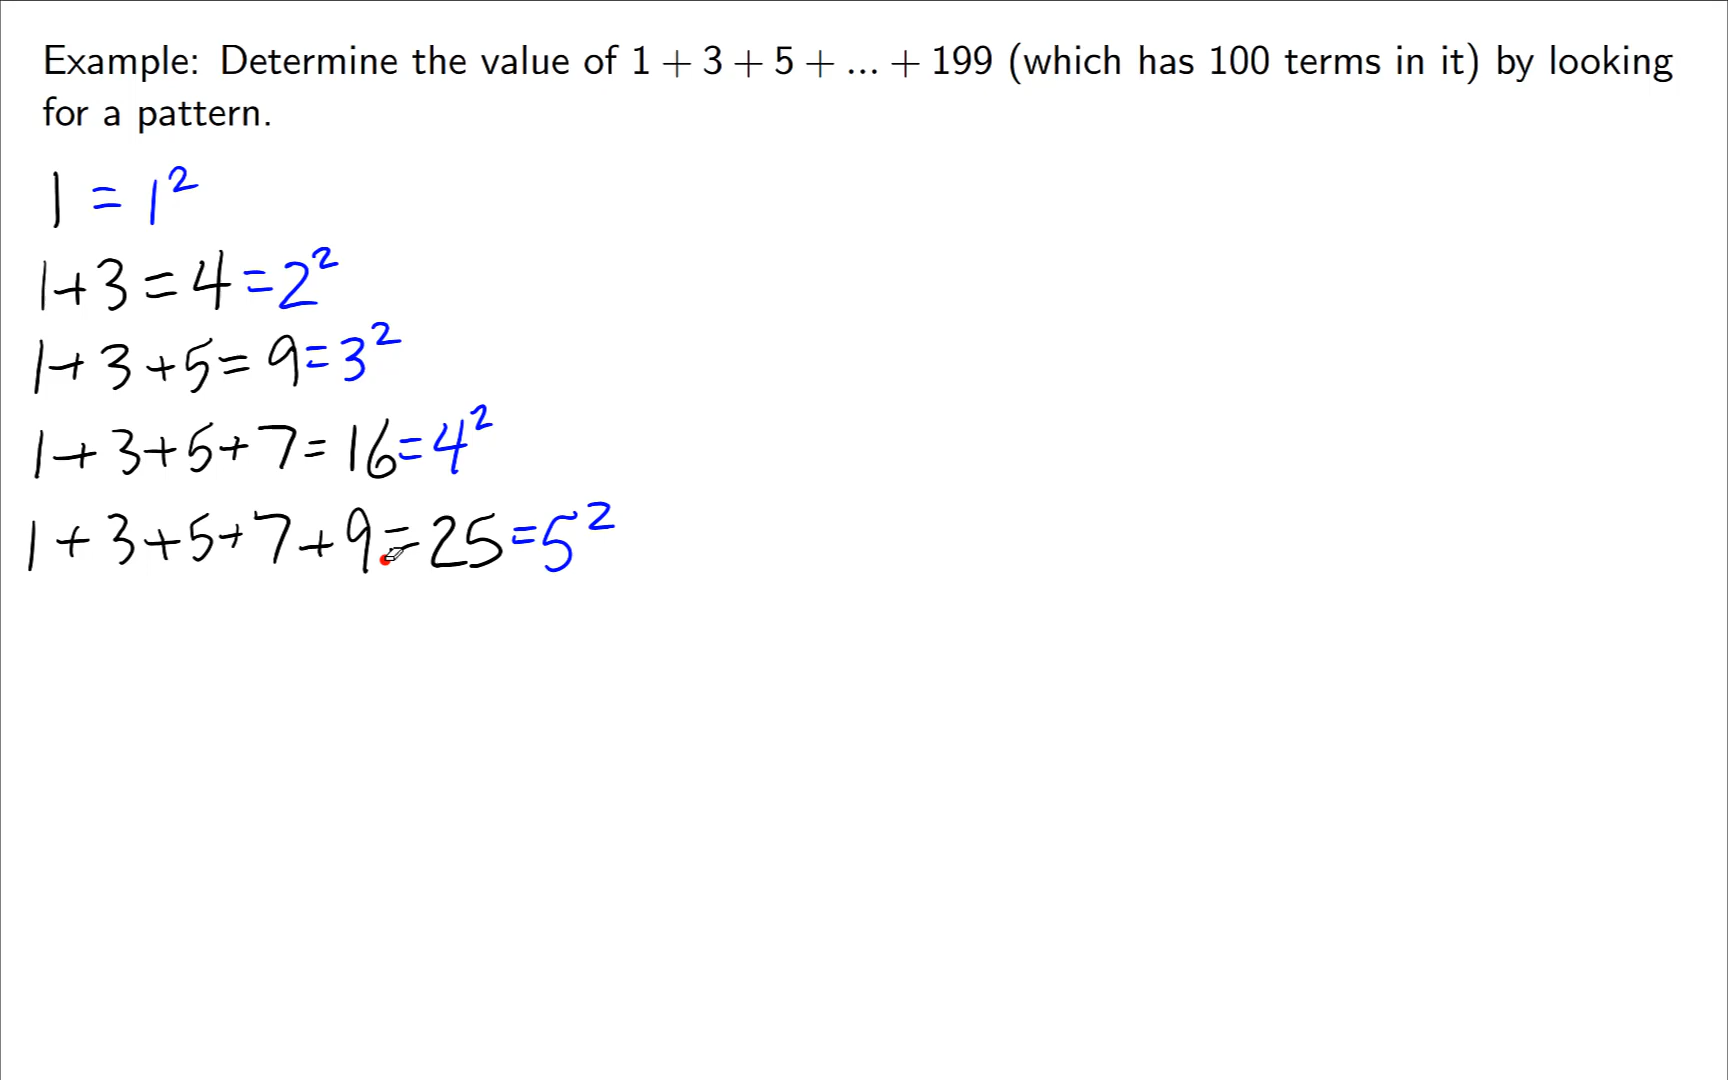 Example: Determine the value of 1 + 3 + 5 + ... + 199 (which has 100 terms in it) by looking
for a pattern.
1 = 1²
1+3 = 4 = 2²
1+3+5 = 9 = 3²
1+3+5+7 = 16 = 4²
1+3+5+7+9 = 25 = 5²